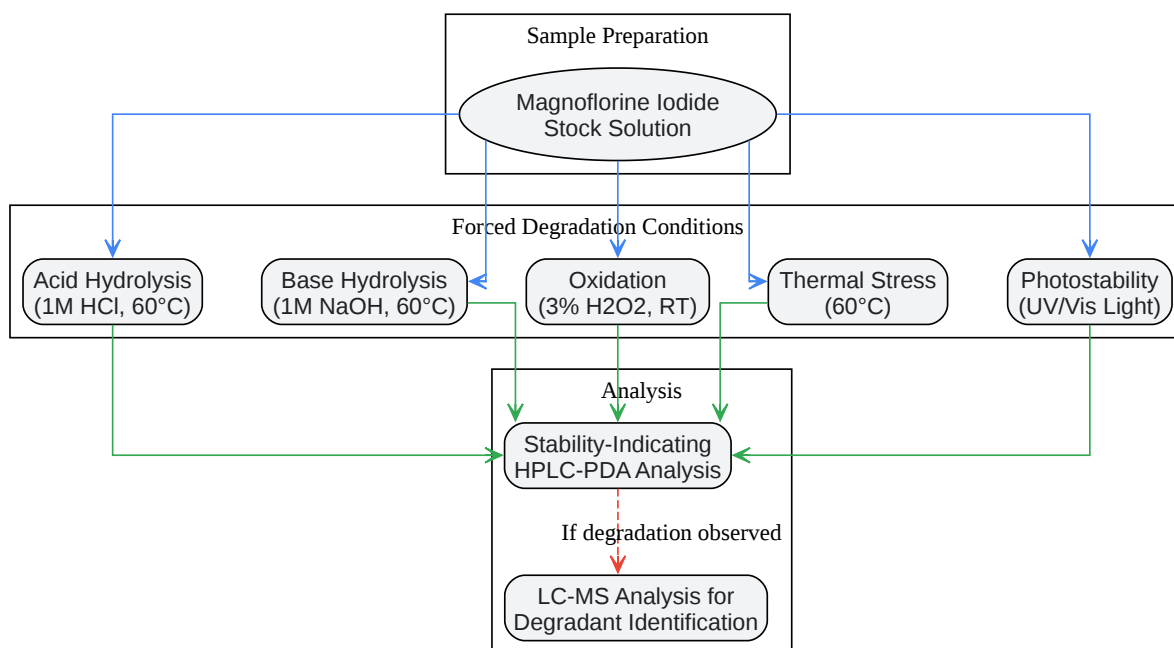 Sample Preparation
Magnoflorine Iodide
Stock Solution
Forced Degradation Conditions
Acid Hydrolysis
(1M HCl, 60°C)
Base Hydrolysis
(1M NaOH, 60°C)
Oxidation
(3% H2O2, RT)
Thermal Stress
(60°C)
Photostability
(UV/Vis Light)
Analysis
Stability-Indicating
HPLC-PDA Analysis
If degradation observed
LC-MS Analysis for
Degradant Identification